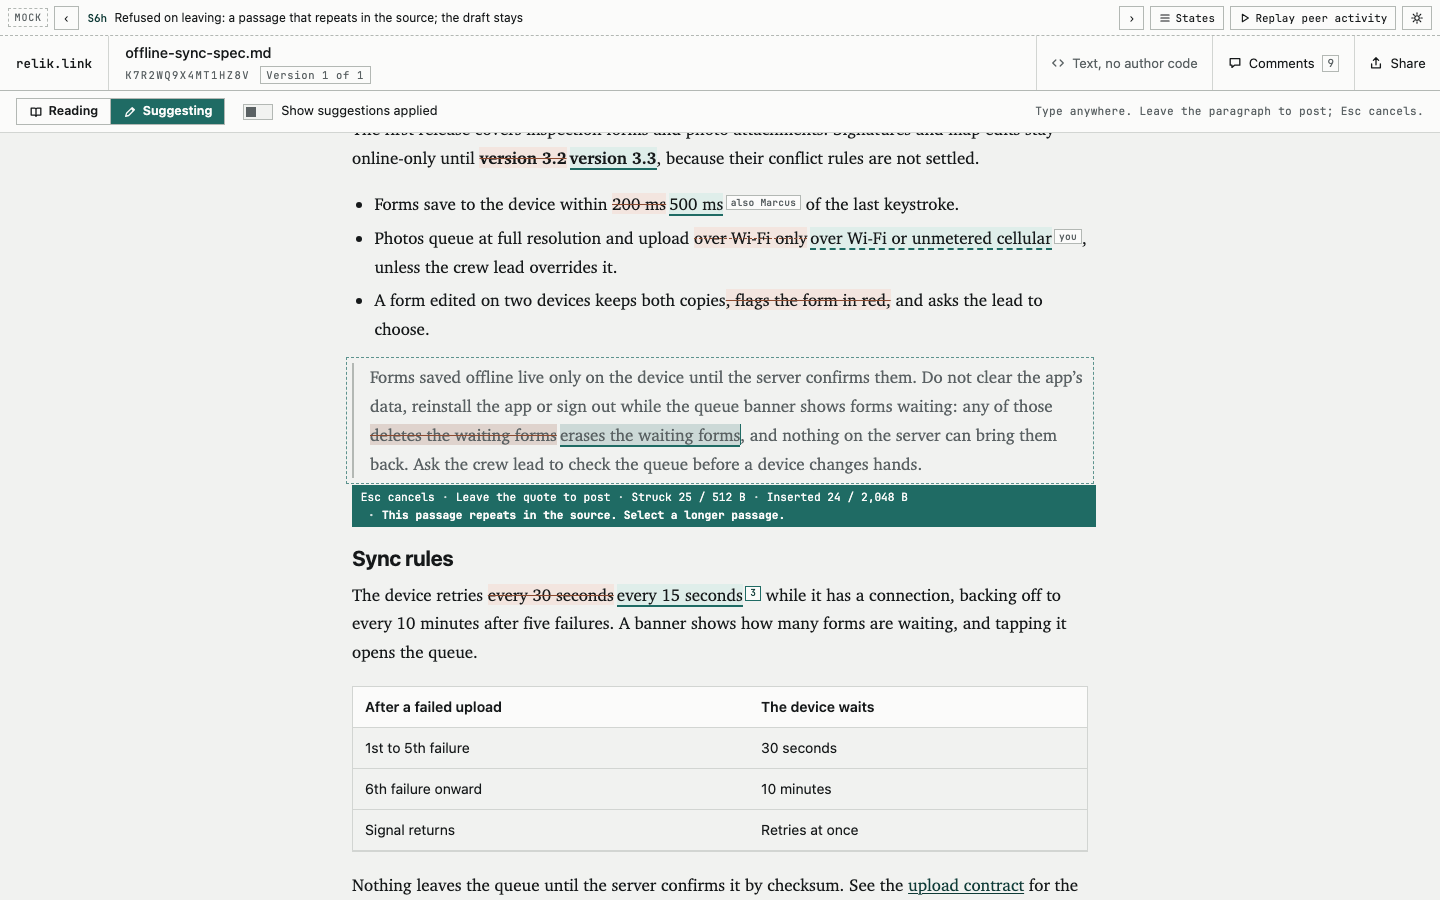 MOCK ‹ S6h Refused on leaving: a passage that repeats in the source; the draft stays › States Replay peer activity
relik.link
offline-sync-spec.md
K7R2WQ9X4MT1HZ8V Version 1 of 1
Text, no author code Comments 9 Share
Reading Suggesting Show suggestions applied Type anywhere. Leave the paragraph to post; Esc cancels.
The first release covers inspection forms and photo attachments. Signatures and map edits stay
online-only until version 3.2 version 3.3, because their conflict rules are not settled.
• Forms save to the device within 200 ms 500 ms also Marcus of the last keystroke.
• Photos queue at full resolution and upload over Wi-Fi only over Wi-Fi or unmetered cellular you,
unless the crew lead overrides it.
• A form edited on two devices keeps both copies, flags the form in red, and asks the lead to
choose.
Forms saved offline live only on the device until the server confirms them. Do not clear the app’s
data, reinstall the app or sign out while the queue banner shows forms waiting: any of those
deletes the waiting forms erases the waiting forms, and nothing on the server can bring them
back. Ask the crew lead to check the queue before a device changes hands.
Esc cancels · Leave the quote to post · Struck 25 / 512 B · Inserted 24 / 2,048 B
· This passage repeats in the source. Select a longer passage.
Sync rules
The device retries every 30 seconds every 15 seconds 3 while it has a connection, backing off to
every 10 minutes after five failures. A banner shows how many forms are waiting, and tapping it
opens the queue.
After a failed upload The device waits
1st to 5th failure 30 seconds
6th failure onward 10 minutes
Signal returns Retries at once
Nothing leaves the queue until the server confirms it by checksum. See the upload contract for the